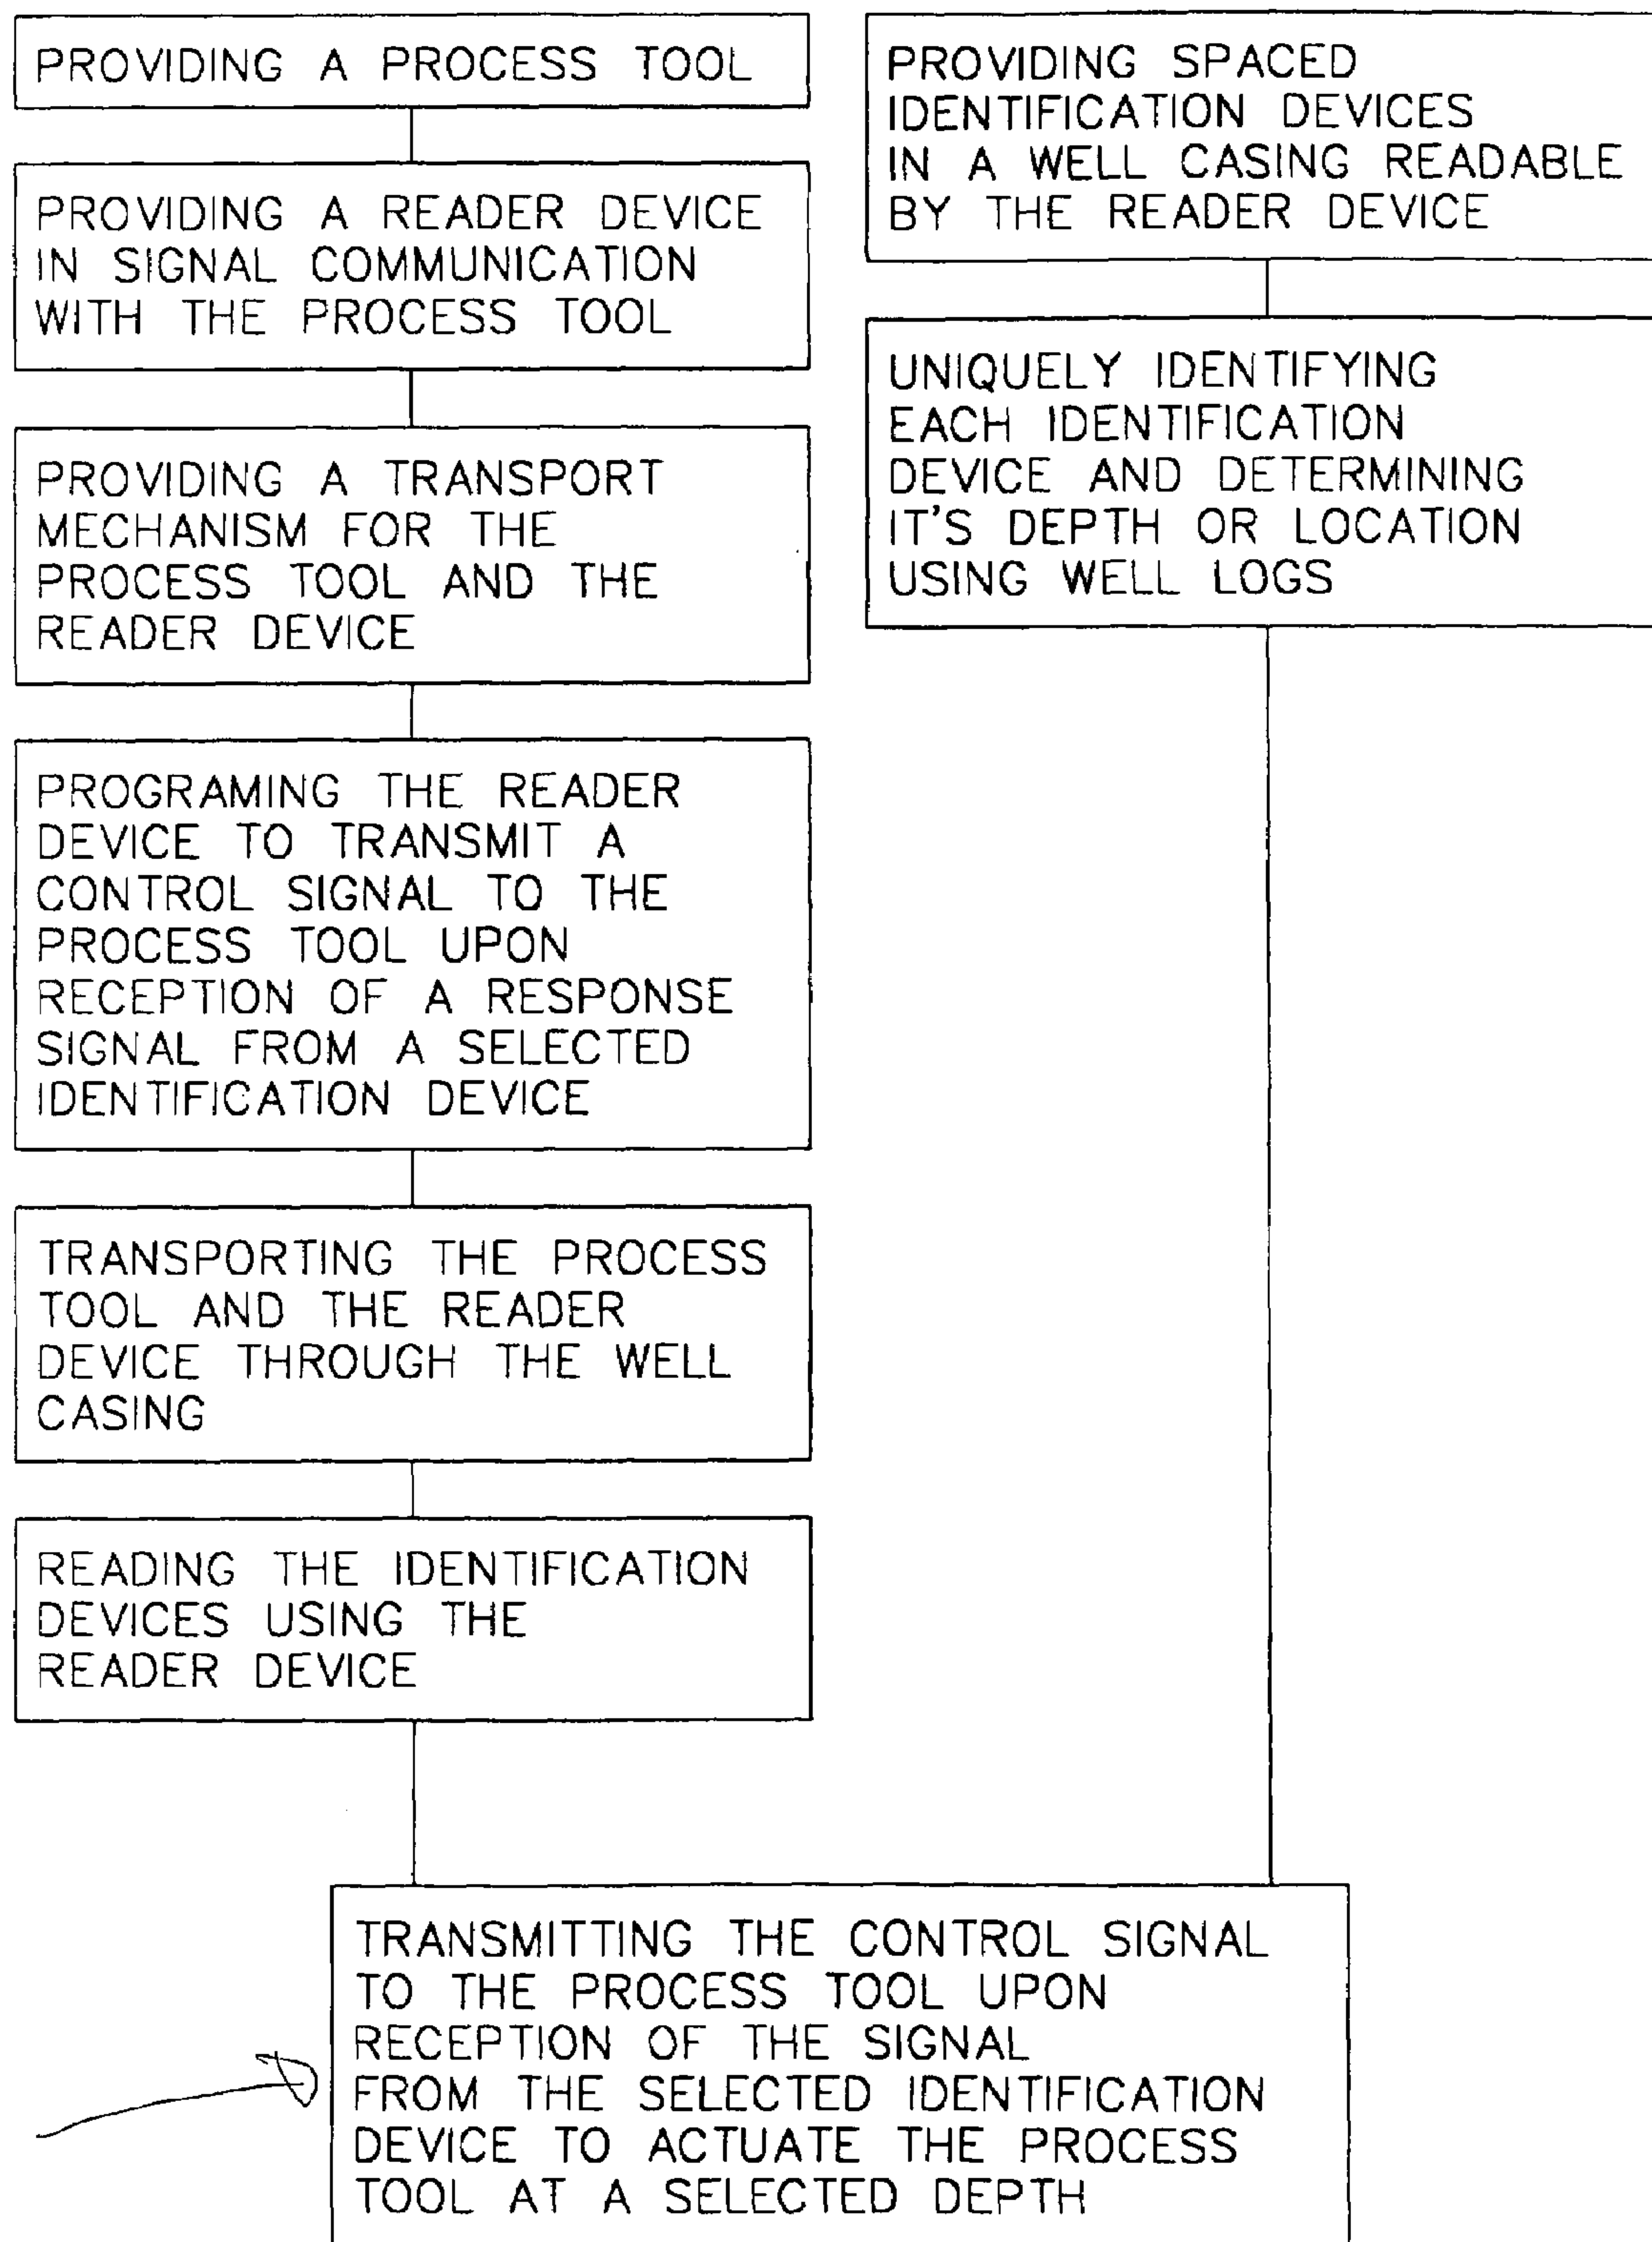 PROVIDING A PROCESS TOOL
PROVIDING A READER DEVICE
IN SIGNAL COMMUNICATION
WITH THE PROCESS TOOL
PROVIDING A TRANSPORT
MECHANISM FOR THE
PROCESS TOOL AND THE
READER DEVICE
PROGRAMING THE READER
DEVICE TO TRANSMIT A
CONTROL SIGNAL TO THE
PROCESS TOOL UPON
RECEPTION OF A RESPONSE
SIGNAL FROM A SELECTED
IDENTIFICATION DEVICE
TRANSPORTING THE PROCESS
TOOL AND THE READER
DEVICE THROUGH THE WELL
CASING
READING THE IDENTIFICATION
DEVICES USING THE
READER DEVICE
PROVIDING SPACED
IDENTIFICATION DEVICES
IN A WELL CASING READABLE
BY THE READER DEVICE
UNIQUELY IDENTIFYING
EACH IDENTIFICATION
DEVICE AND DETERMINING
IT'S DEPTH OR LOCATION
USING WELL LOGS
TRANSMITTING THE CONTROL SIGNAL
TO THE PROCESS TOOL UPON
RECEPTION OF THE SIGNAL
FROM THE SELECTED IDENTIFICATION
DEVICE TO ACTUATE THE PROCESS
TOOL AT A SELECTED DEPTH